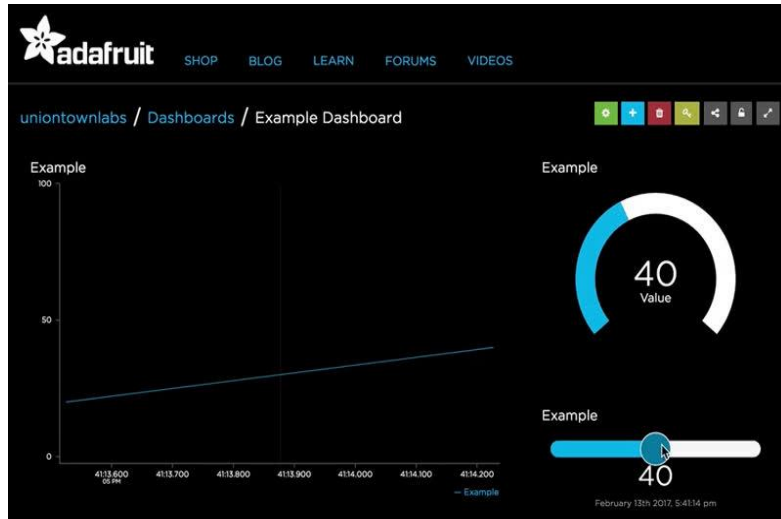 adafruit
SHOP BLOG LEARN FORUMS VIDEOS
uniontownlabs / Dashboards / Example Dashboard
Example
100
50
0
41:13.600 41:13.700 41:13.800 41:13.900 41:14.000 41:14.100 41:14.200
05 PM
Example
Example
40
Value
Example
40
February 13th 2017, 5:41:14 pm